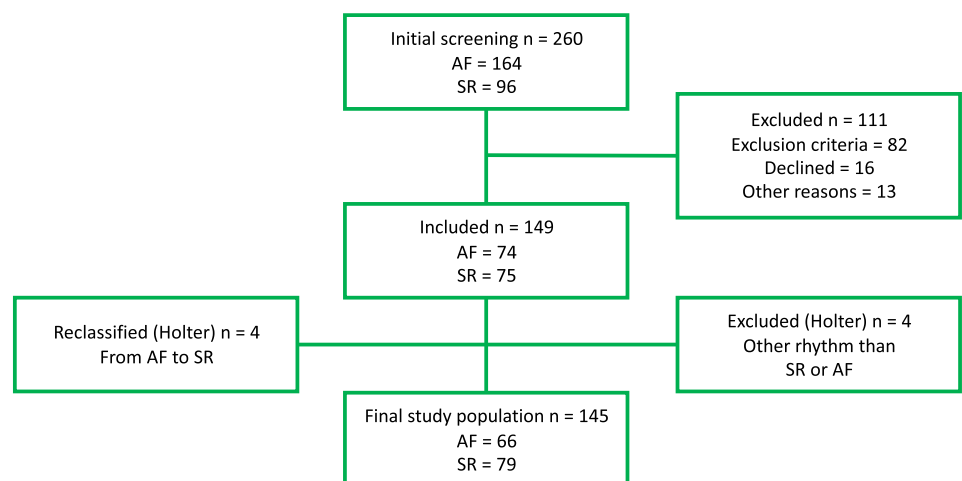 Initial screening n = 260
AF = 164
SR = 96
Excluded n = 111
Exclusion criteria = 82
Declined = 16
Other reasons = 13
Included n = 149
AF = 74
SR = 75
Reclassified (Holter) n = 4
From AF to SR
Excluded (Holter) n = 4
Other rhythm than
SR or AF
Final study population n = 145
AF = 66
SR = 79